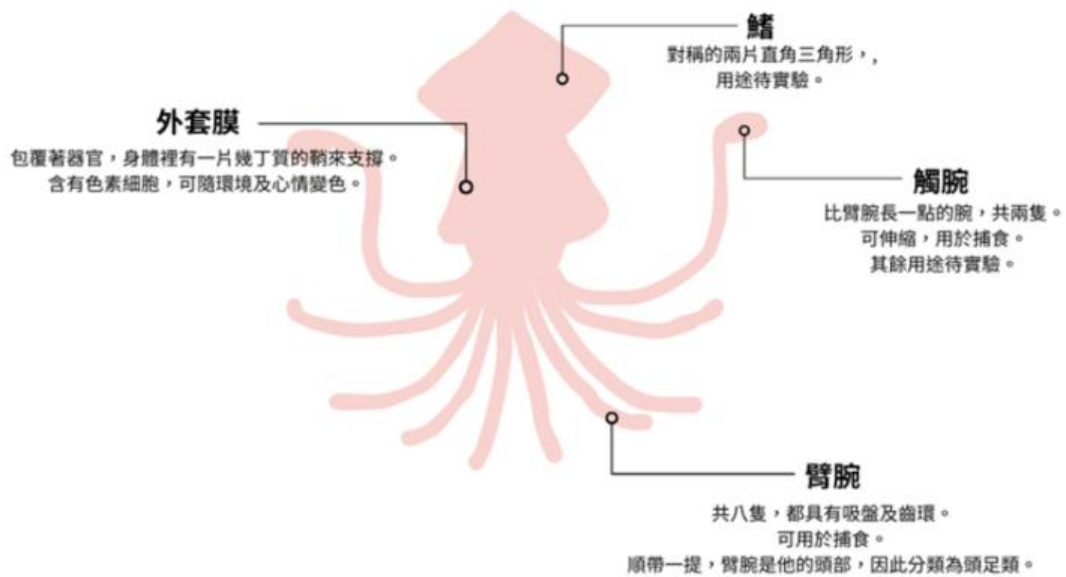 鰭
對稱的兩片直角三角形，,
用途待實驗。
外套膜
包覆著器官，身體裡有一片幾丁質的鞘來支撐。
含有色素細胞，可隨環境及心情變色。
觸腕
比臂腕長一點的腕，共兩隻。
可伸縮，用於捕食。
其餘用途待實驗。
臂腕
共八隻，都具有吸盤及齒環。
可用於捕食。
順帶一提，臂腕是他的頭部，因此分類為頭足類。